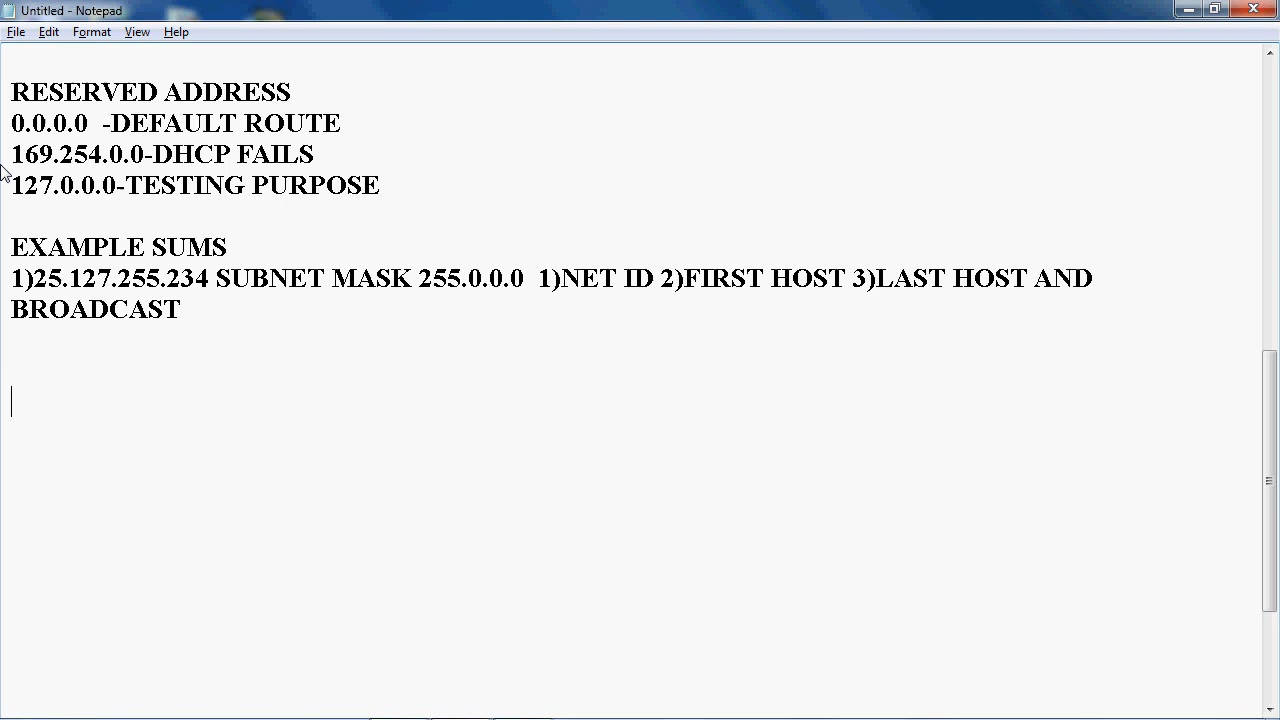 Untitled - Notepad
File Edit Format View Help
RESERVED ADDRESS
0.0.0.0  -DEFAULT ROUTE
169.254.0.0-DHCP FAILS
127.0.0.0-TESTING PURPOSE
EXAMPLE SUMS
1)25.127.255.234 SUBNET MASK 255.0.0.0  1)NET ID 2)FIRST HOST 3)LAST HOST AND
BROADCAST